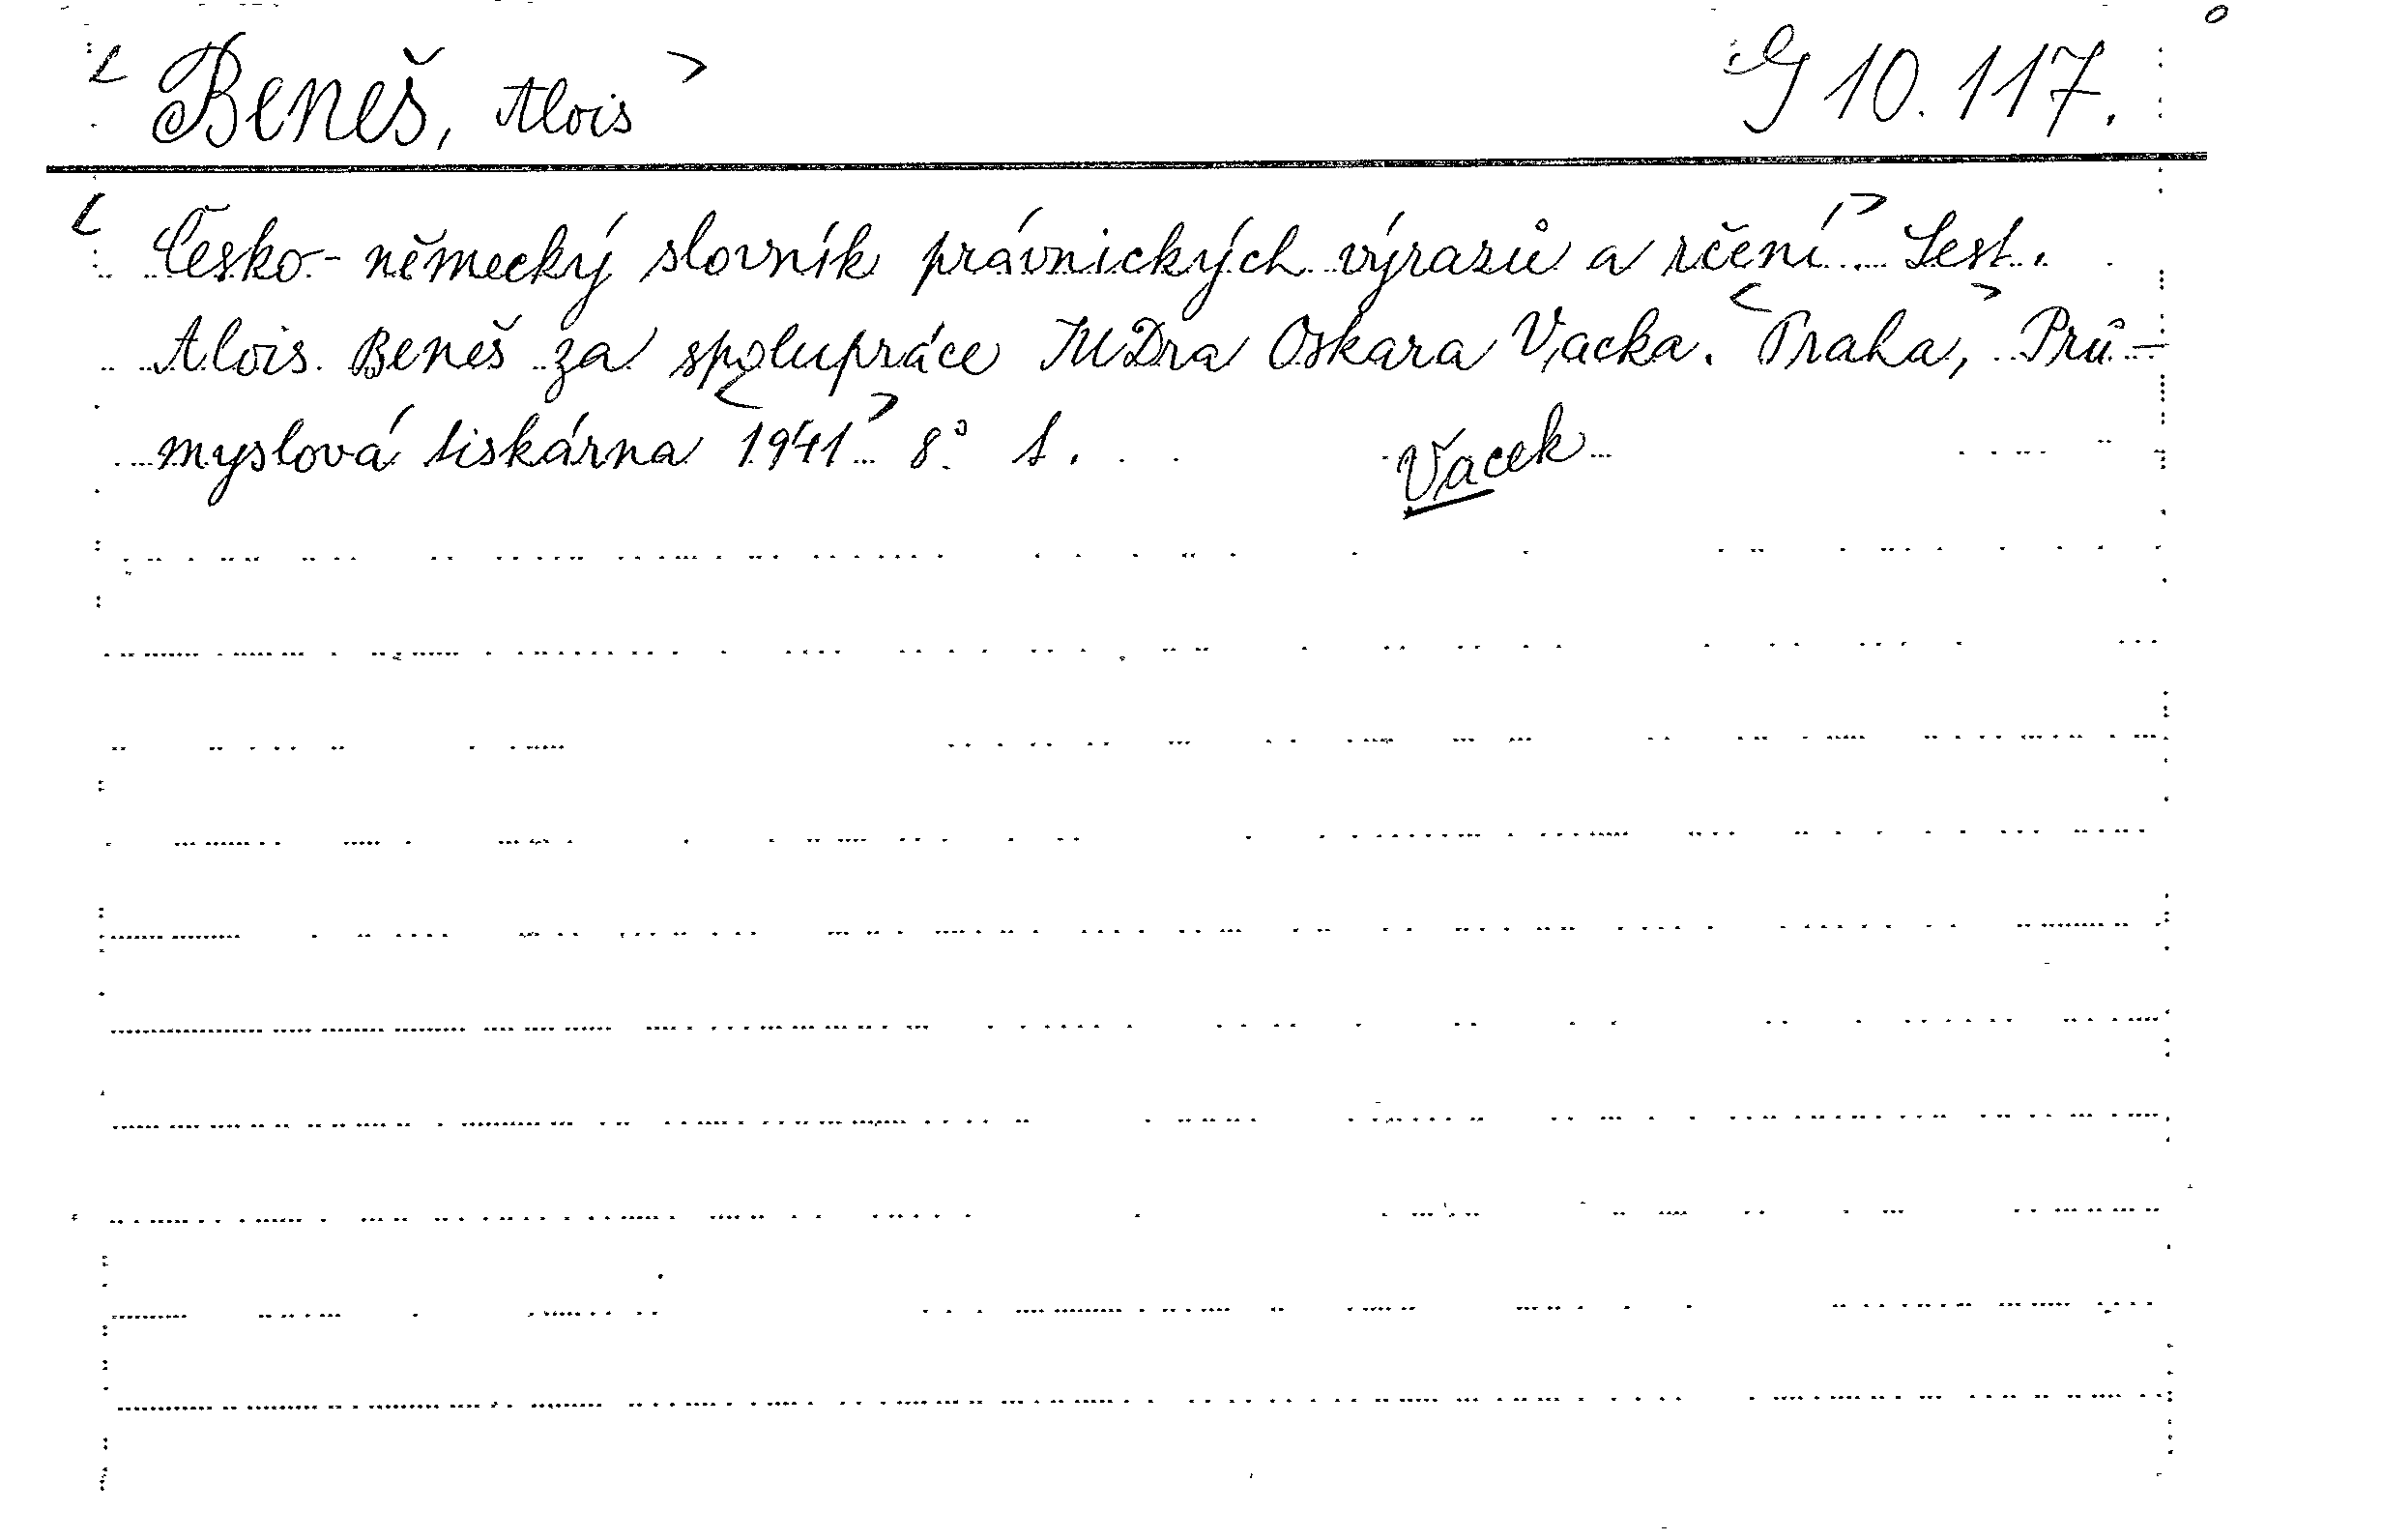 < Beneš, Alois > G 10.117.
< Česko-německý slovník právnických výrazů a rčení >. Sest.
Alois Beneš za spolupráce JUDra Oskara Vacka. < Praha, > Prů-
myslová tiskárna < 1941 > 8° 1.
Vacek